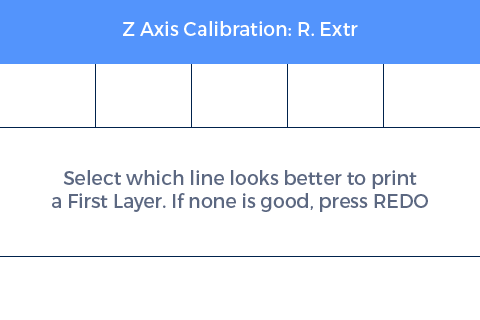 Z Axis Calibration: R. Extr
Select which line looks better to print
a First Layer. If none is good, press REDO